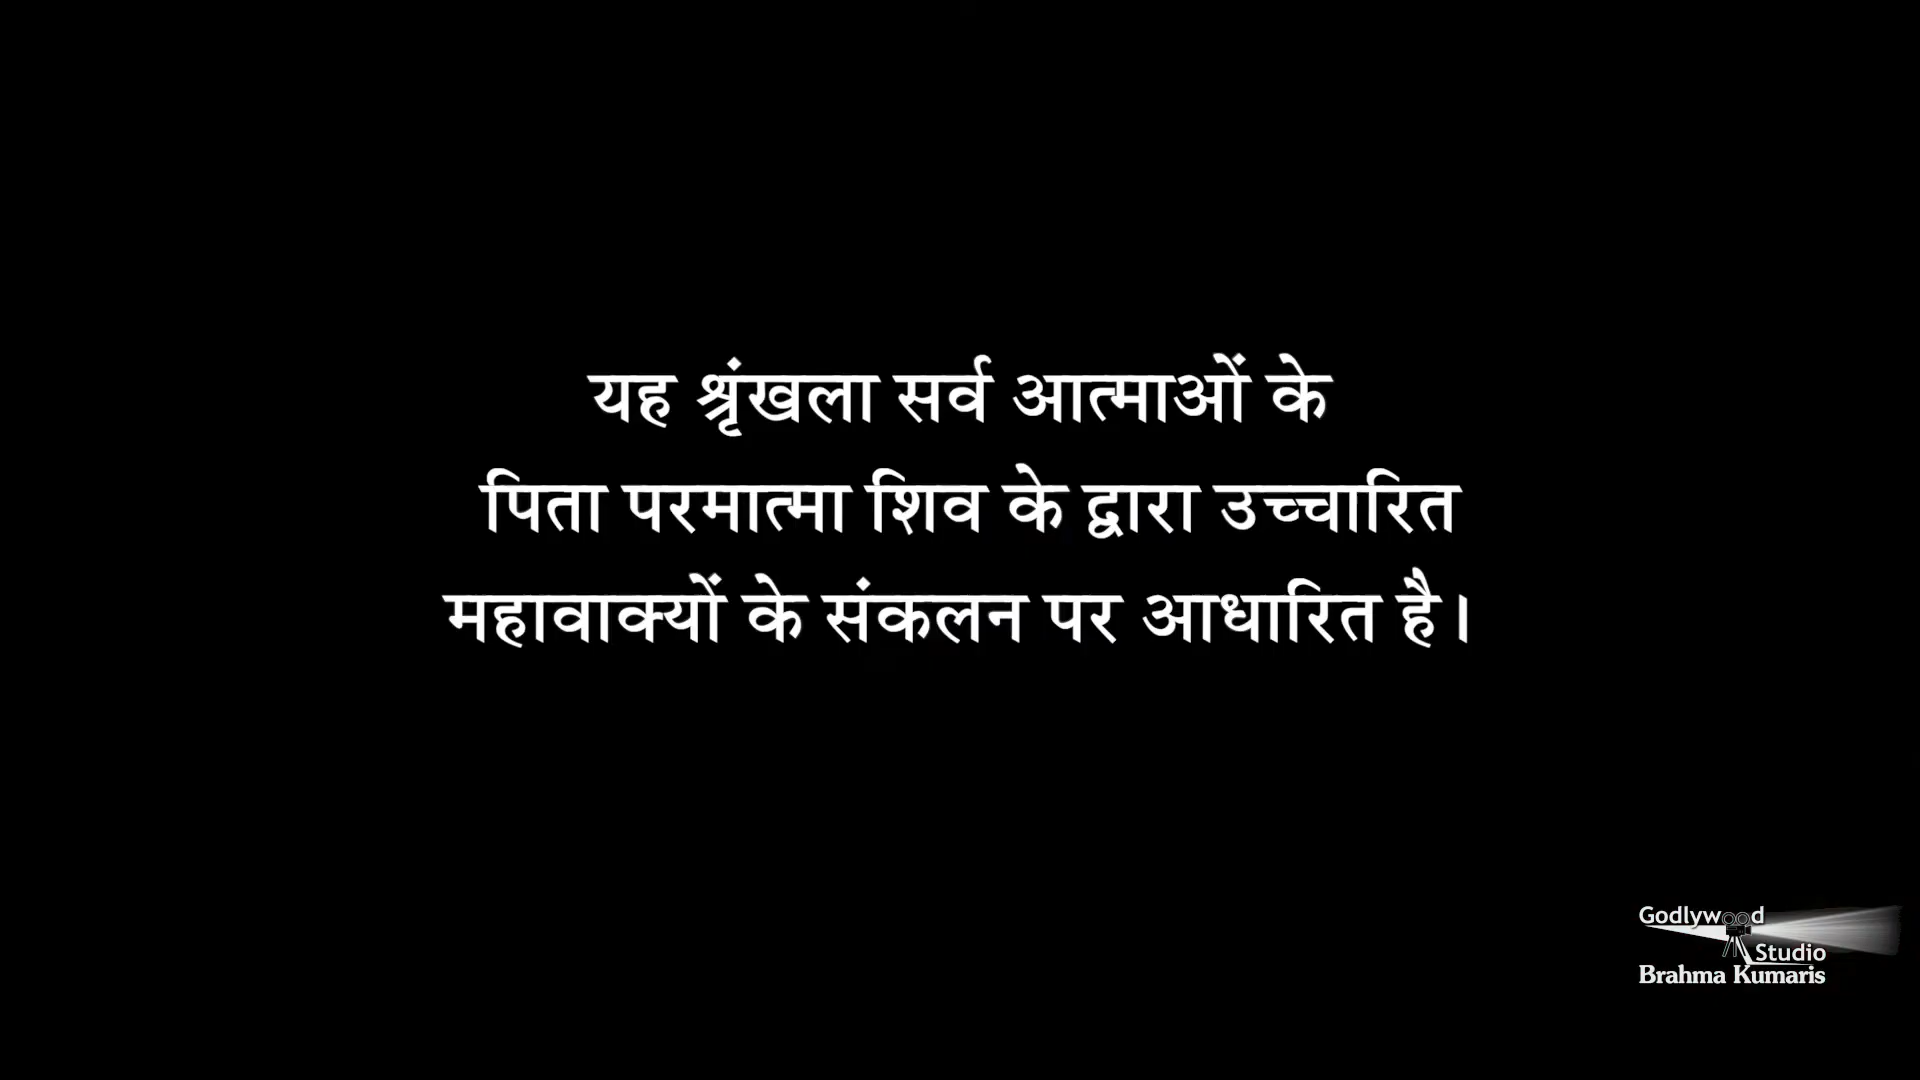 यह श्रृंखला सर्व आत्माओं के
पिता परमात्मा शिव के द्वारा उच्चारित
महावाक्यों के संकलन पर आधारित है।
Godlywood
Studio
Brahma Kumaris